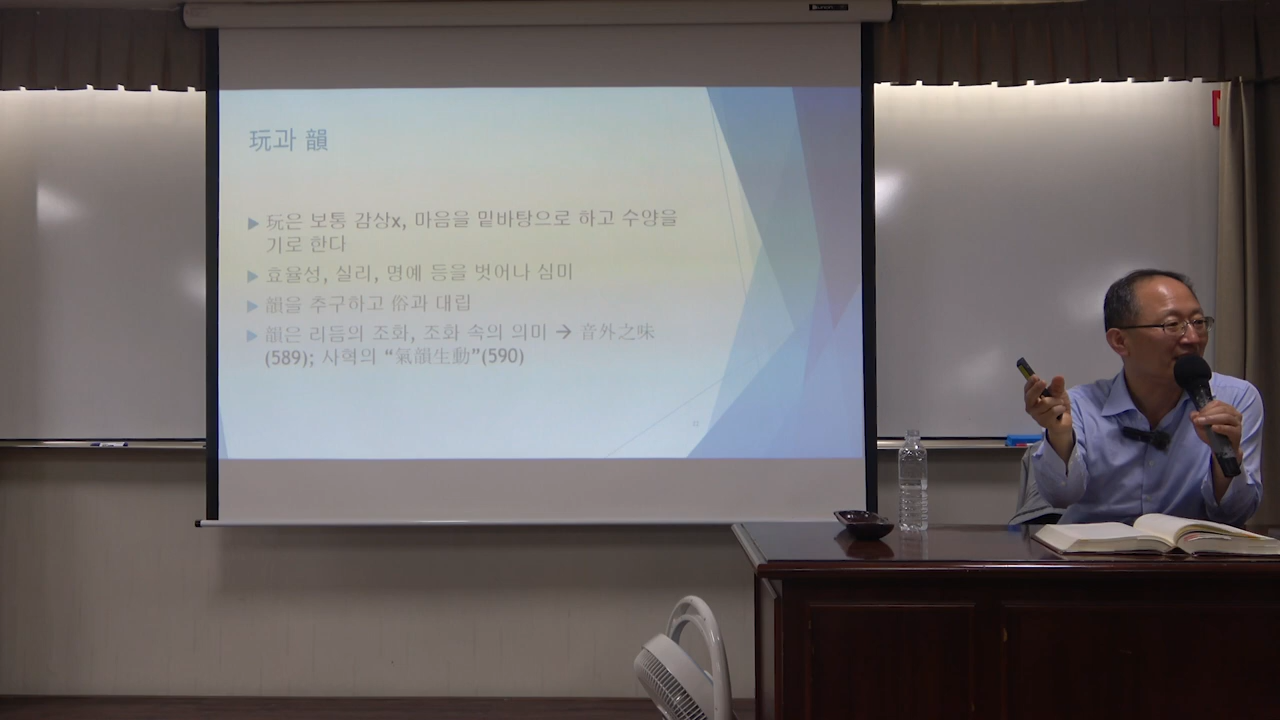 玩과 韻
▶ 玩은 보통 감상x, 마음을 밑바탕으로 하고 수양을
기로 한다
▶ 효율성, 실리, 명예 등을 벗어나 심미
▶ 韻을 추구하고 俗과 대립
▶ 韻은 리듬의 조화, 조화 속의 의미 → 音外之味
(589); 사혁의 “氣韻生動”(590)